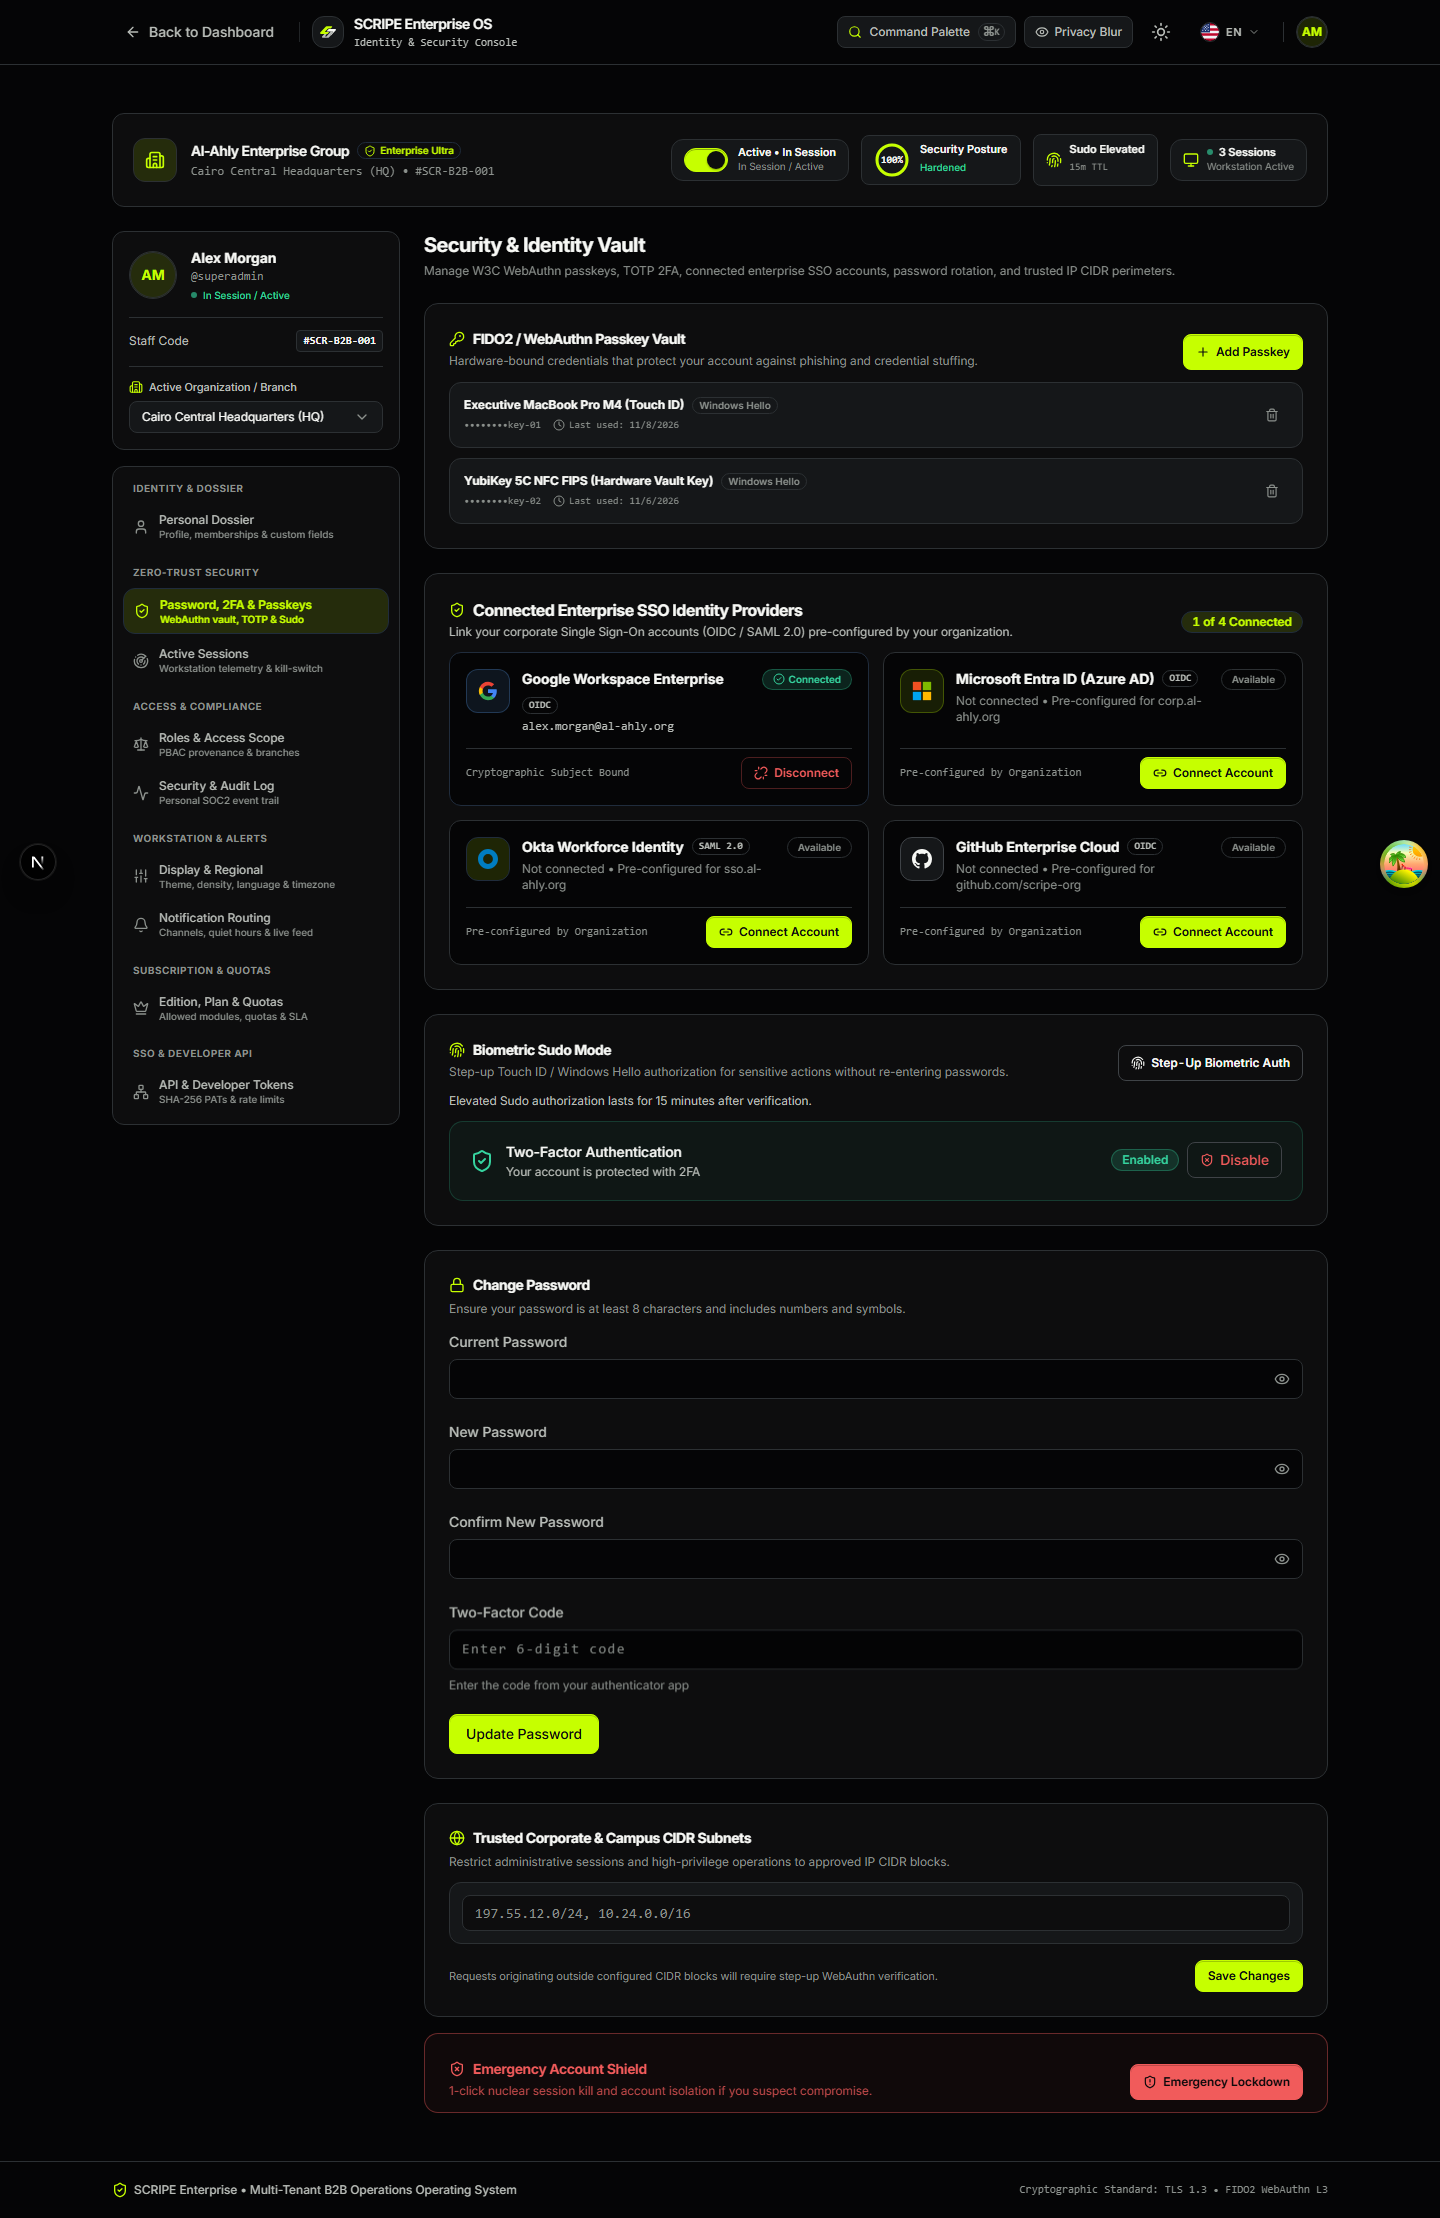 Back to Dashboard
SCRIPE Enterprise OS
Identity & Security Console
Command Palette ⌘K
Privacy Blur
EN
AM
Al-Ahly Enterprise Group
Enterprise Ultra
Cairo Central Headquarters (HQ) • #SCR-B2B-001
Active • In Session
In Session / Active
100%
Security Posture
Hardened
Sudo Elevated
15m TTL
3 Sessions
Workstation Active
AM
Alex Morgan
@superadmin
In Session / Active
Staff Code
#SCR-B2B-001
Active Organization / Branch
Cairo Central Headquarters (HQ)
IDENTITY & DOSSIER
Personal Dossier
Profile, memberships & custom fields
ZERO-TRUST SECURITY
Password, 2FA & Passkeys
WebAuthn vault, TOTP & Sudo
Active Sessions
Workstation telemetry & kill-switch
ACCESS & COMPLIANCE
Roles & Access Scope
PBAC provenance & branches
Security & Audit Log
Personal SOC2 event trail
WORKSTATION & ALERTS
Display & Regional
Theme, density, language & timezone
Notification Routing
Channels, quiet hours & live feed
SUBSCRIPTION & QUOTAS
Edition, Plan & Quotas
Allowed modules, quotas & SLA
SSO & DEVELOPER API
API & Developer Tokens
SHA-256 PATs & rate limits
Security & Identity Vault
Manage W3C WebAuthn passkeys, TOTP 2FA, connected enterprise SSO accounts, password rotation, and trusted IP CIDR perimeters.
FIDO2 / WebAuthn Passkey Vault
Hardware-bound credentials that protect your account against phishing and credential stuffing.
Add Passkey
Executive MacBook Pro M4 (Touch ID)
Windows Hello
••••••••key-01
Last used: 11/8/2026
YubiKey 5C NFC FIPS (Hardware Vault Key)
Windows Hello
••••••••key-02
Last used: 11/6/2026
Connected Enterprise SSO Identity Providers
Link your corporate Single Sign-On accounts (OIDC / SAML 2.0) pre-configured by your organization.
1 of 4 Connected
Google Workspace Enterprise
OIDC
Connected
alex.morgan@al-ahly.org
Cryptographic Subject Bound
Disconnect
Microsoft Entra ID (Azure AD)
OIDC
Available
Not connected • Pre-configured for corp.al-
ahly.org
Pre-configured by Organization
Connect Account
Okta Workforce Identity
SAML 2.0
Available
Not connected • Pre-configured for sso.al-
ahly.org
Pre-configured by Organization
Connect Account
GitHub Enterprise Cloud
OIDC
Available
Not connected • Pre-configured for
github.com/scripe-org
Pre-configured by Organization
Connect Account
N
Biometric Sudo Mode
Step-up Touch ID / Windows Hello authorization for sensitive actions without re-entering passwords.
Step-Up Biometric Auth
Elevated Sudo authorization lasts for 15 minutes after verification.
Two-Factor Authentication
Your account is protected with 2FA
Enabled
Disable
Change Password
Ensure your password is at least 8 characters and includes numbers and symbols.
Current Password
New Password
Confirm New Password
Two-Factor Code
Enter 6-digit code
Enter the code from your authenticator app
Update Password
Trusted Corporate & Campus CIDR Subnets
Restrict administrative sessions and high-privilege operations to approved IP CIDR blocks.
197.55.12.0/24, 10.24.0.0/16
Requests originating outside configured CIDR blocks will require step-up WebAuthn verification.
Save Changes
Emergency Account Shield
1-click nuclear session kill and account isolation if you suspect compromise.
Emergency Lockdown
SCRIPE Enterprise • Multi-Tenant B2B Operations Operating System
Cryptographic Standard: TLS 1.3 • FIDO2 WebAuthn L3